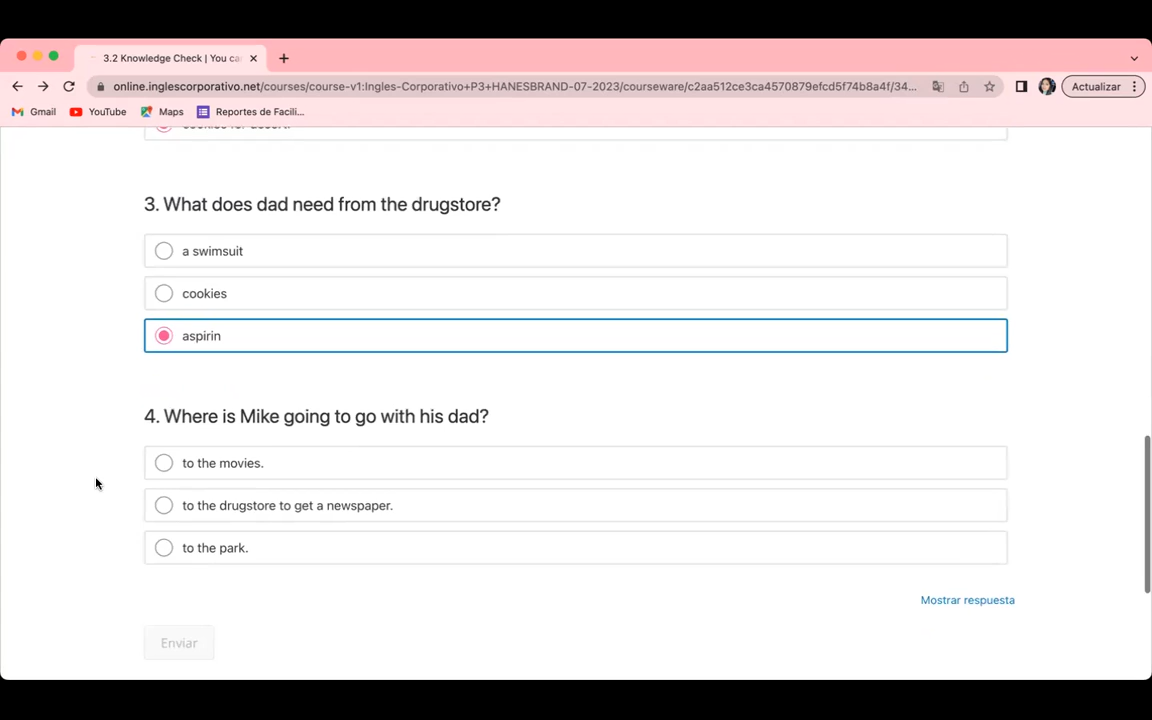 3.2 Knowledge Check | You ca
online.inglescorporativo.net/courses/course-v1:Ingles-Corporativo+P3+HANESBRAND-07-2023/courseware/c2aa512ce3ca4570879efcd5f74b8a4f/34...
Actualizar
Gmail YouTube Maps Reportes de Facili...
3. What does dad need from the drugstore?
a swimsuit
cookies
aspirin
4. Where is Mike going to go with his dad?
to the movies.
to the drugstore to get a newspaper.
to the park.
Mostrar respuesta
Enviar